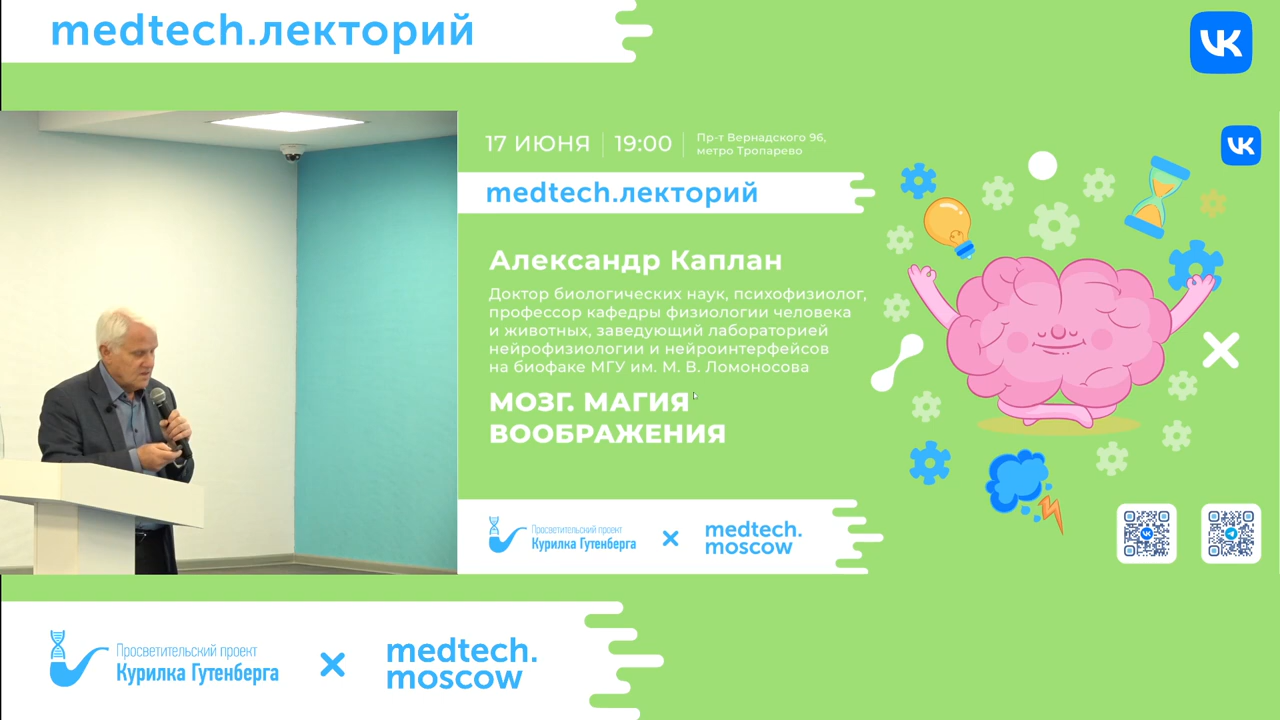 medtech.лекторий
17 ИЮНЯ 19:00 Пр-т Вернадского 96,
метро Тропарево
medtech.лекторий
Александр Каплан
Доктор биологических наук, психофизиолог,
профессор кафедры физиологии человека
и животных, заведующий лабораторией
нейрофизиологии и нейроинтерфейсов
на биофаке МГУ им. М. В. Ломоносова
МОЗГ. МАГИЯ
ВООБРАЖЕНИЯ
Просветительский проект
Курилка Гутенберга
medtech.
moscow
Просветительский проект
Курилка Гутенберга
medtech.
moscow